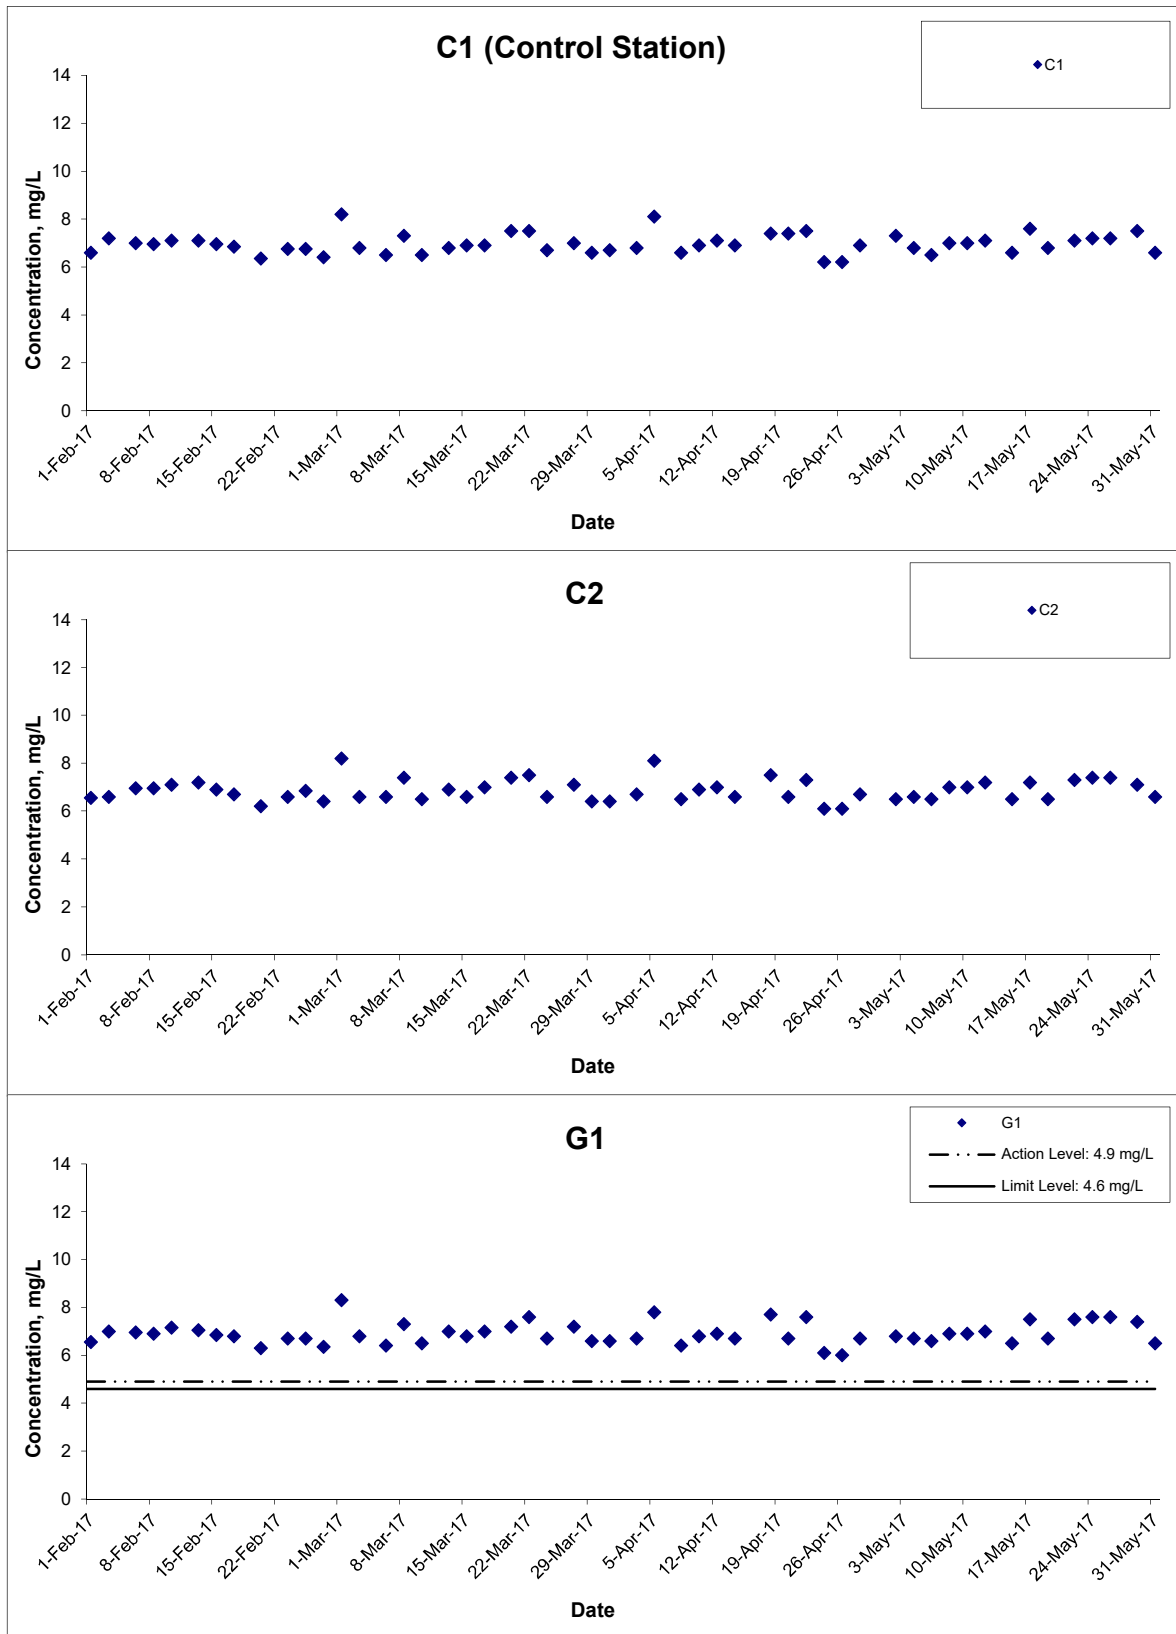 C1 (Control Station)
C1
14
12
10
8
6
4
2
0
Concentration, mg/L
1-Feb-17
8-Feb-17
15-Feb-17
22-Feb-17
1-Mar-17
8-Mar-17
15-Mar-17
22-Mar-17
29-Mar-17
5-Apr-17
12-Apr-17
19-Apr-17
26-Apr-17
3-May-17
10-May-17
17-May-17
24-May-17
31-May-17
Date
C2
C2
14
12
10
8
6
4
2
0
Concentration, mg/L
1-Feb-17
8-Feb-17
15-Feb-17
22-Feb-17
1-Mar-17
8-Mar-17
15-Mar-17
22-Mar-17
29-Mar-17
5-Apr-17
12-Apr-17
19-Apr-17
26-Apr-17
3-May-17
10-May-17
17-May-17
24-May-17
31-May-17
Date
G1
G1
Action Level: 4.9 mg/L
Limit Level: 4.6 mg/L
14
12
10
8
6
4
2
0
Concentration, mg/L
1-Feb-17
8-Feb-17
15-Feb-17
22-Feb-17
1-Mar-17
8-Mar-17
15-Mar-17
22-Mar-17
29-Mar-17
5-Apr-17
12-Apr-17
19-Apr-17
26-Apr-17
3-May-17
10-May-17
17-May-17
24-May-17
31-May-17
Date